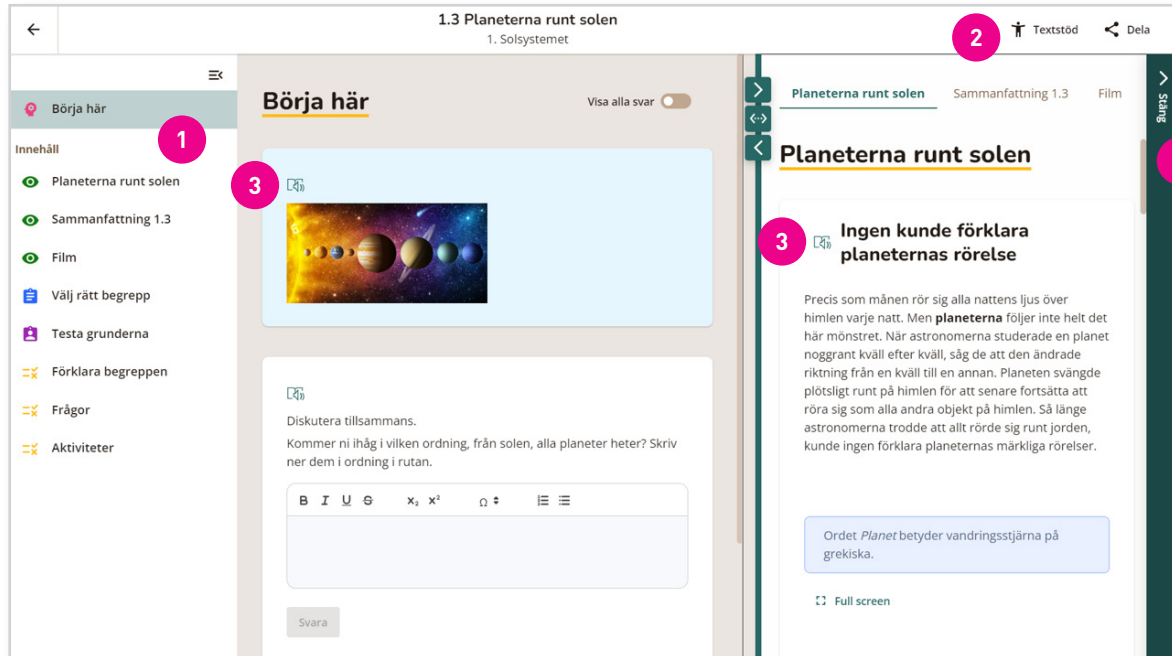 1.3 Planeterna runt solen
1. Solsystemet
2
Textstöd
Dela
Börja här
1
Innehåll
Planeterna runt solen
Sammanfattning 1.3
Film
Välj rätt begrepp
Testa grunderna
Förklara begreppen
Frågor
Aktiviteter
Börja här
Visa alla svar
3
Diskutera tillsammans.
Kommer ni ihåg i vilken ordning, från solen, alla planeter heter? Skriv
ner dem i ordning i rutan.
B I U S x₂ x² Ω
Svara
Planeterna runt solen
Sammanfattning 1.3
Film
Stäng
Planeterna runt solen
3
Ingen kunde förklara
planeternas rörelse
Precis som månen rör sig alla nattens ljus över
himlen varje natt. Men planeterna följer inte helt det
här mönstret. När astronomerna studerade en planet
noggrant kväll efter kväll, såg de att den ändrade
riktning från en kväll till en annan. Planeten svängde
plötsligt runt på himlen för att senare fortsätta att
röra sig som alla andra objekt på himlen. Så länge
astronomerna trodde att allt rörde sig runt jorden,
kunde ingen förklara planeternas märkliga rörelser.
Ordet Planet betyder vandringsstjärna på
grekiska.
Full screen